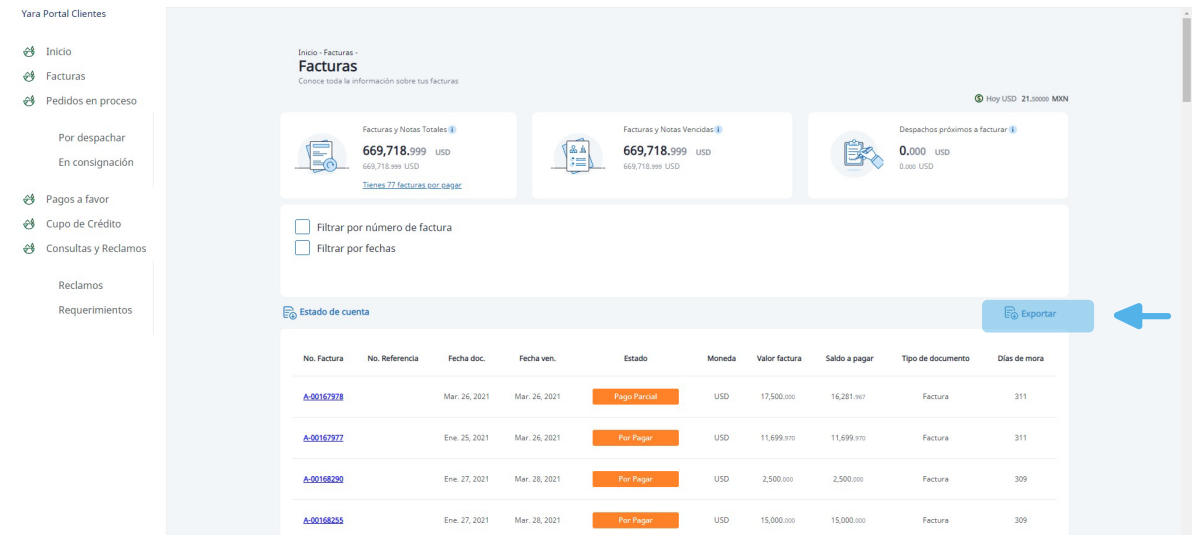 Yara Portal Clientes
Inicio
Facturas
Pedidos en proceso
Por despachar
En consignación
Pagos a favor
Cupo de Crédito
Consultas y Reclamos
Reclamos
Requerimientos
Inicio - Facturas -
Facturas
Conoce toda la información sobre tus facturas
Hoy USD 21.50000 MXN
Facturas y Notas Totales i
669,718.999 USD
669,718.999 USD
Tienes 77 facturas por pagar
Facturas y Notas Vencidas i
669,718.999 USD
669,718.999 USD
Despachos próximos a facturar i
0.000 USD
0.000 USD
Filtrar por número de factura
Filtrar por fechas
Estado de cuenta
Exportar
No. Factura No. Referencia Fecha doc. Fecha ven. Estado Moneda Valor factura Saldo a pagar Tipo de documento Días de mora
A-00167978 Mar. 26, 2021 Mar. 26, 2021 Pago Parcial USD 17,500.000 16,281.967 Factura 311
A-00167977 Ene. 25, 2021 Mar. 26, 2021 Por Pagar USD 11,699.970 11,699.970 Factura 311
A-00168290 Ene. 27, 2021 Mar. 28, 2021 Por Pagar USD 2,500.000 2,500.000 Factura 309
A-00168255 Ene. 27, 2021 Mar. 28, 2021 Por Pagar USD 15,000.000 15,000.000 Factura 309